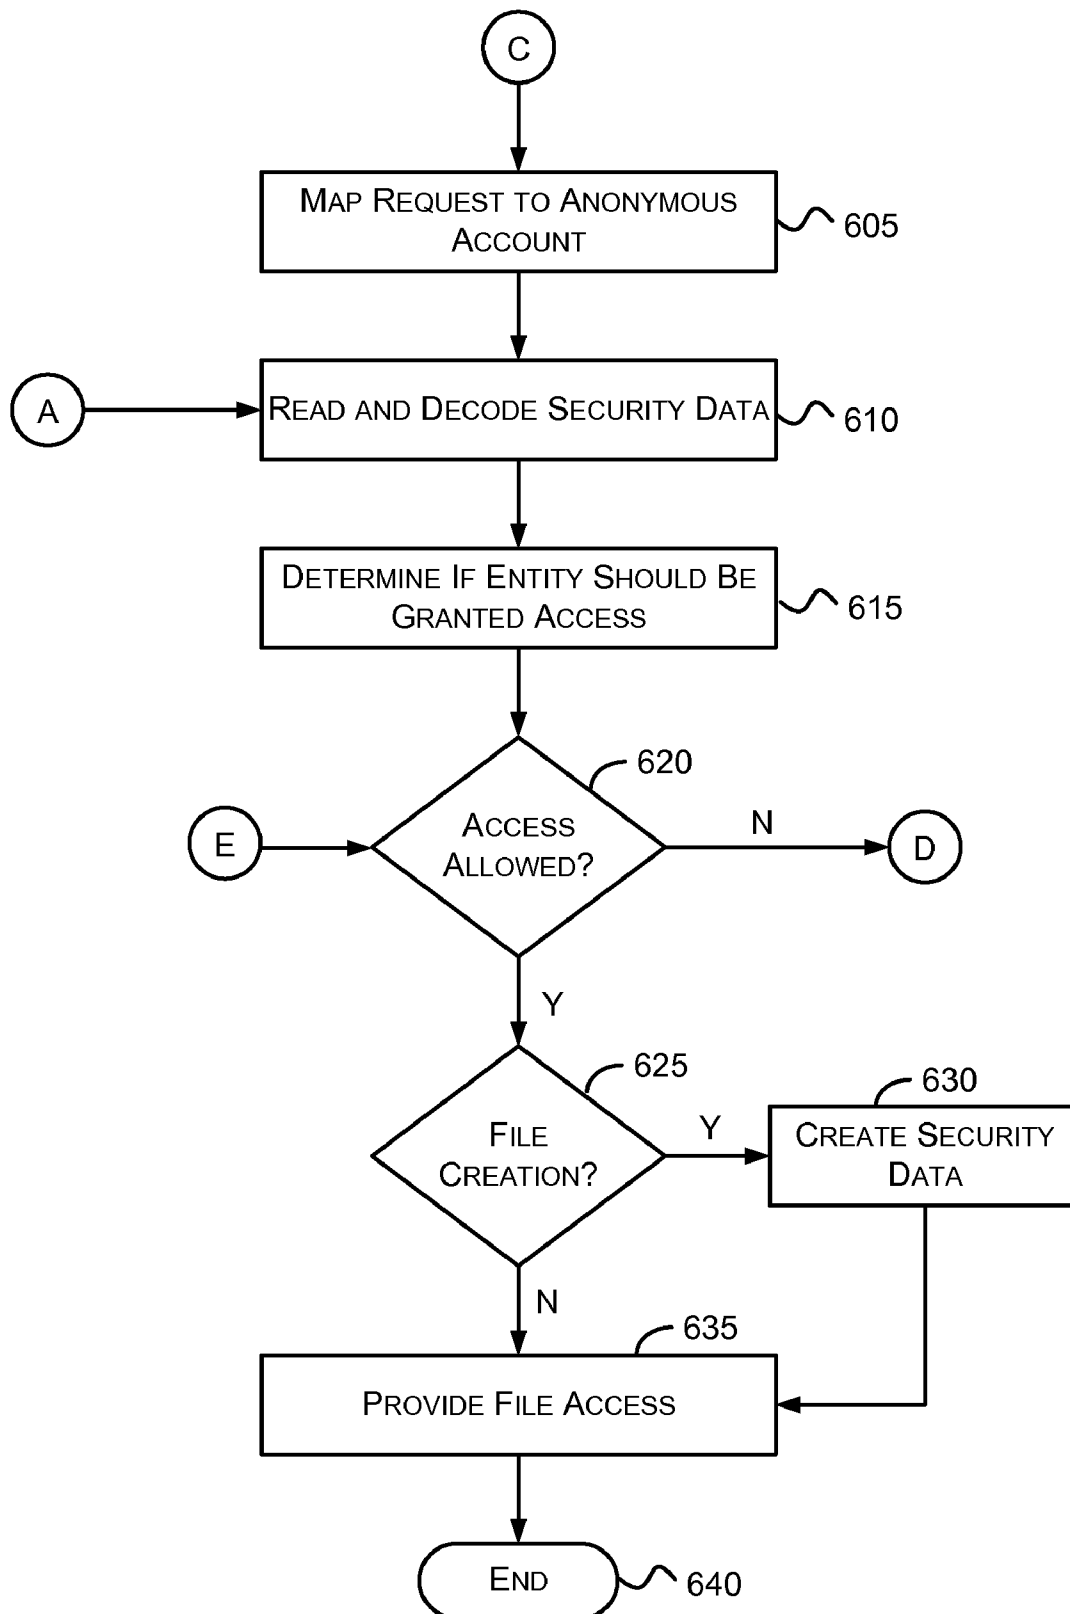 C
MAP REQUEST TO ANONYMOUS
ACCOUNT
605
A
READ AND DECODE SECURITY DATA
610
DETERMINE IF ENTITY SHOULD BE
GRANTED ACCESS
615
620
E
ACCESS
ALLOWED?
N
D
Y
625
FILE
CREATION?
Y
630
CREATE SECURITY
DATA
N
635
PROVIDE FILE ACCESS
END
640